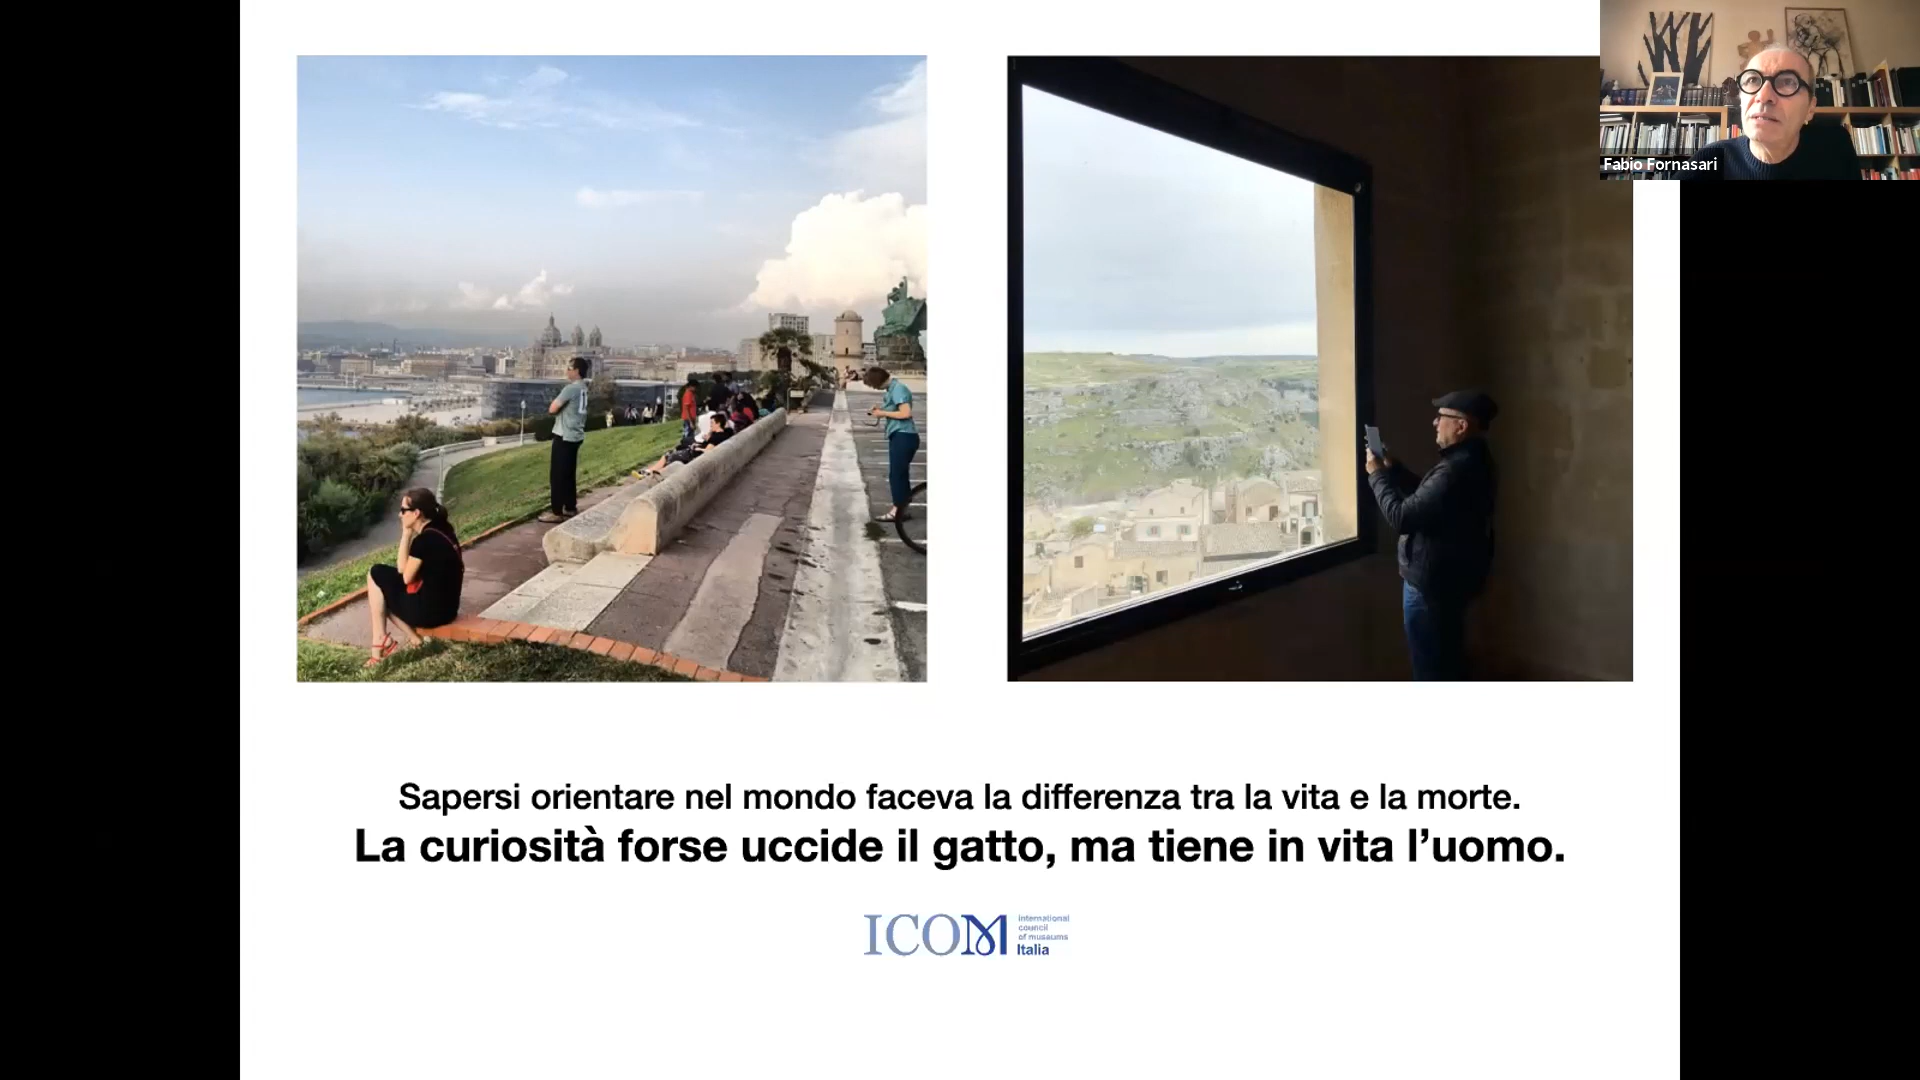 Fabio Fornasari
Sapersi orientare nel mondo faceva la differenza tra la vita e la morte.
La curiosità forse uccide il gatto, ma tiene in vita l’uomo.
ICOM
international
council
of museums
Italia